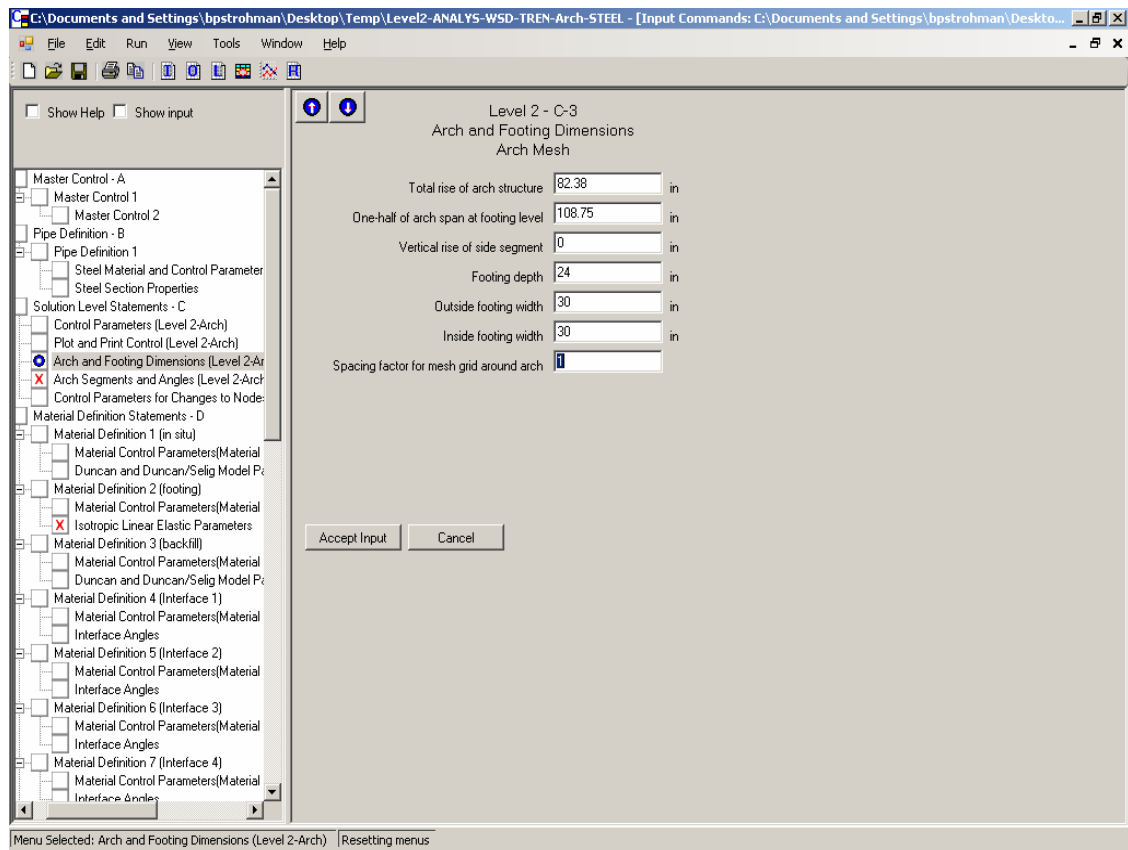 C:\Documents and Settings\bpstrohman\Desktop\Temp\Level2-ANALYS-WSD-TREN-Arch-STEEL - [Input Commands: C:\Documents and Settings\bpstrohman\Deskto...
File Edit Run View Tools Window Help
Show Help Show input
Master Control - A
Master Control 1
Master Control 2
Pipe Definition - B
Pipe Definition 1
Steel Material and Control Parameter
Steel Section Properties
Solution Level Statements - C
Control Parameters (Level 2-Arch)
Plot and Print Control (Level 2-Arch)
Arch and Footing Dimensions (Level 2-Ar
X Arch Segments and Angles (Level 2-Arch
Control Parameters for Changes to Node:
Material Definition Statements - D
Material Definition 1 (in situ)
Material Control Parameters(Material
Duncan and Duncan/Selig Model Pa
Material Definition 2 (footing)
Material Control Parameters(Material
X Isotropic Linear Elastic Parameters
Material Definition 3 (backfill)
Material Control Parameters(Material
Duncan and Duncan/Selig Model Pa
Material Definition 4 (Interface 1)
Material Control Parameters(Material
Interface Angles
Material Definition 5 (Interface 2)
Material Control Parameters(Material
Interface Angles
Material Definition 6 (Interface 3)
Material Control Parameters(Material
Interface Angles
Material Definition 7 (Interface 4)
Material Control Parameters(Material
Interface Angles
Level 2 - C-3
Arch and Footing Dimensions
Arch Mesh
Total rise of arch structure 82.38 in
One-half of arch span at footing level 108.75 in
Vertical rise of side segment 0 in
Footing depth 24 in
Outside footing width 30 in
Inside footing width 30 in
Spacing factor for mesh grid around arch 1
Accept Input Cancel
Menu Selected: Arch and Footing Dimensions (Level 2-Arch) Resetting menus